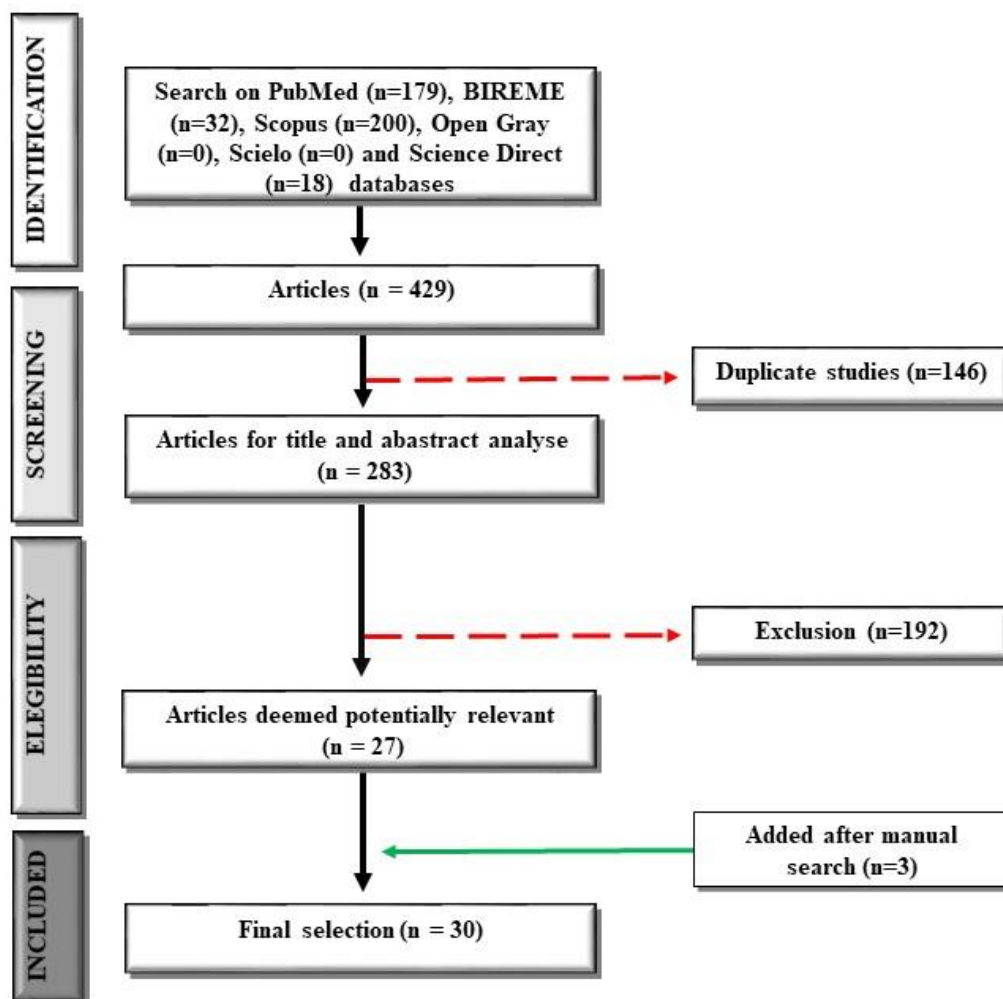 IDENTIFICATION
Search on PubMed (n=179), BIREME
(n=32), Scopus (n=200), Open Gray
(n=0), Scielo (n=0) and Science Direct
(n=18) databases
Articles (n = 429)
SCREENING
Duplicate studies (n=146)
Articles for title and abastract analyse
(n = 283)
ELEGIBILITY
Exclusion (n=192)
Articles deemed potentially relevant
(n = 27)
INCLUDED
Added after manual
search (n=3)
Final selection (n = 30)